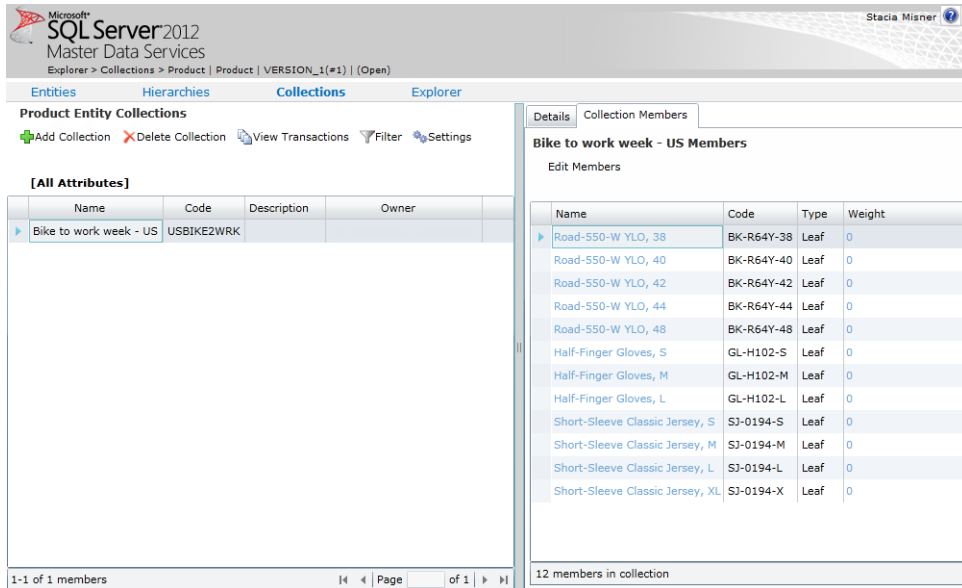 Microsoft®
SQL Server® 2012
Master Data Services
Stacia Misner
Explorer > Collections > Product | Product | VERSION_1(#1) | (Open)
Entities Hierarchies Collections Explorer
Product Entity Collections
Add Collection Delete Collection View Transactions Filter Settings
[All Attributes]
Name Code Description Owner
Bike to work week - US USBIKE2WRK
1-1 of 1 members Page of 1
Details Collection Members
Bike to work week - US Members
Edit Members
Name Code Type Weight
Road-550-W YLO, 38 BK-R64Y-38 Leaf 0
Road-550-W YLO, 40 BK-R64Y-40 Leaf 0
Road-550-W YLO, 42 BK-R64Y-42 Leaf 0
Road-550-W YLO, 44 BK-R64Y-44 Leaf 0
Road-550-W YLO, 48 BK-R64Y-48 Leaf 0
Half-Finger Gloves, S GL-H102-S Leaf 0
Half-Finger Gloves, M GL-H102-M Leaf 0
Half-Finger Gloves, L GL-H102-L Leaf 0
Short-Sleeve Classic Jersey, S SJ-0194-S Leaf 0
Short-Sleeve Classic Jersey, M SJ-0194-M Leaf 0
Short-Sleeve Classic Jersey, L SJ-0194-L Leaf 0
Short-Sleeve Classic Jersey, XL SJ-0194-X Leaf 0
12 members in collection